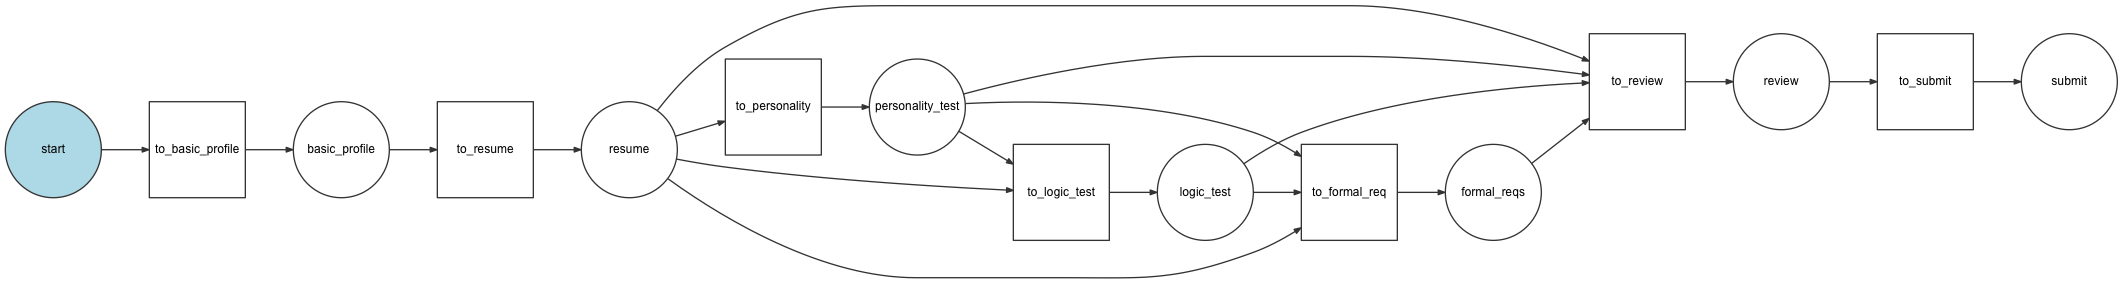 start
to_basic_profile
basic_profile
to_resume
resume
to_personality
personality_test
to_logic_test
logic_test
to_formal_req
formal_reqs
to_review
review
to_submit
submit